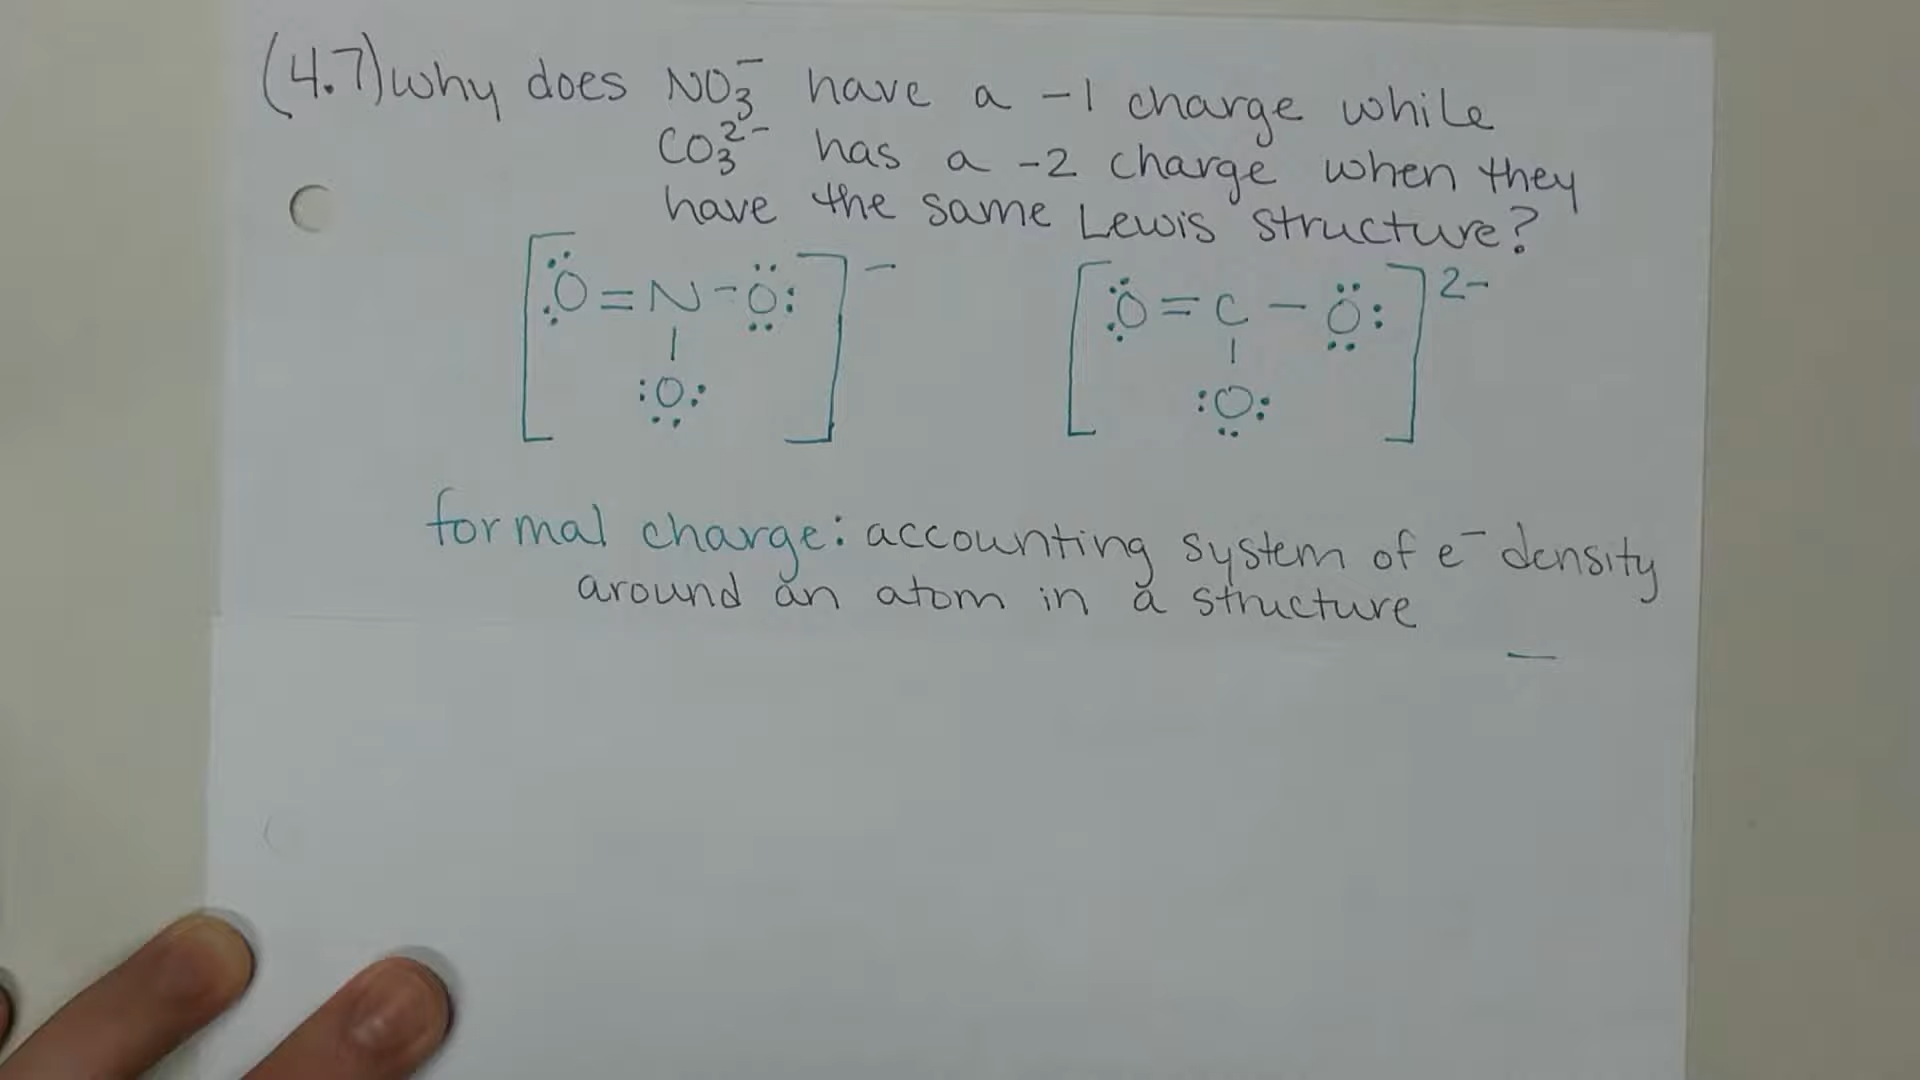 (4.7) why does NO₃⁻ have a -1 charge while
CO₃²⁻ has a -2 charge when they
have the same Lewis structure?
[Ö=N-Ö:]⁻
:O:
[Ö=C-Ö:]²⁻
:O:
formal charge: accounting system of e⁻ density
around an atom in a structure